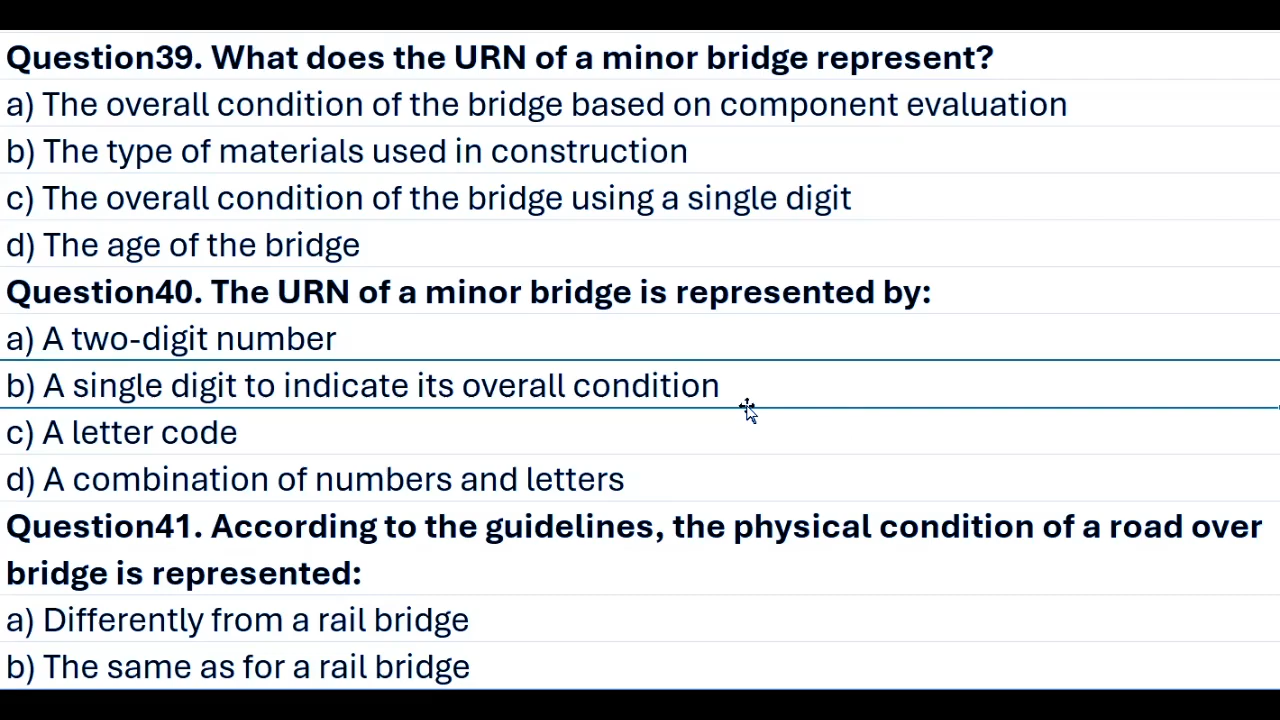 Question39. What does the URN of a minor bridge represent?
a) The overall condition of the bridge based on component evaluation
b) The type of materials used in construction
c) The overall condition of the bridge using a single digit
d) The age of the bridge
Question40. The URN of a minor bridge is represented by:
a) A two-digit number
b) A single digit to indicate its overall condition
c) A letter code
d) A combination of numbers and letters
Question41. According to the guidelines, the physical condition of a road over
bridge is represented:
a) Differently from a rail bridge
b) The same as for a rail bridge